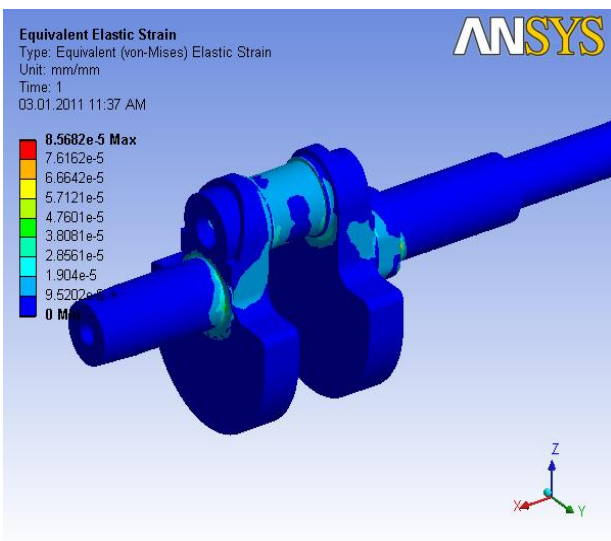 Equivalent Elastic Strain
Type: Equivalent (von-Mises) Elastic Strain
Unit: mm/mm
Time: 1
03.01.2011 11:37 AM
ANSYS
8.5682e-5 Max
7.6162e-5
6.6642e-5
5.7121e-5
4.7601e-5
3.8081e-5
2.8561e-5
1.904e-5
9.5202e
0
Z
X
Y